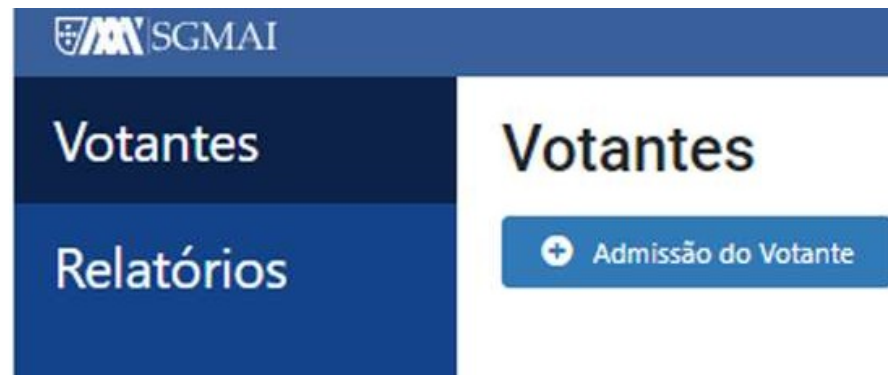 SGMAI
Votantes
Relatórios
Votantes
Admissão do Votante